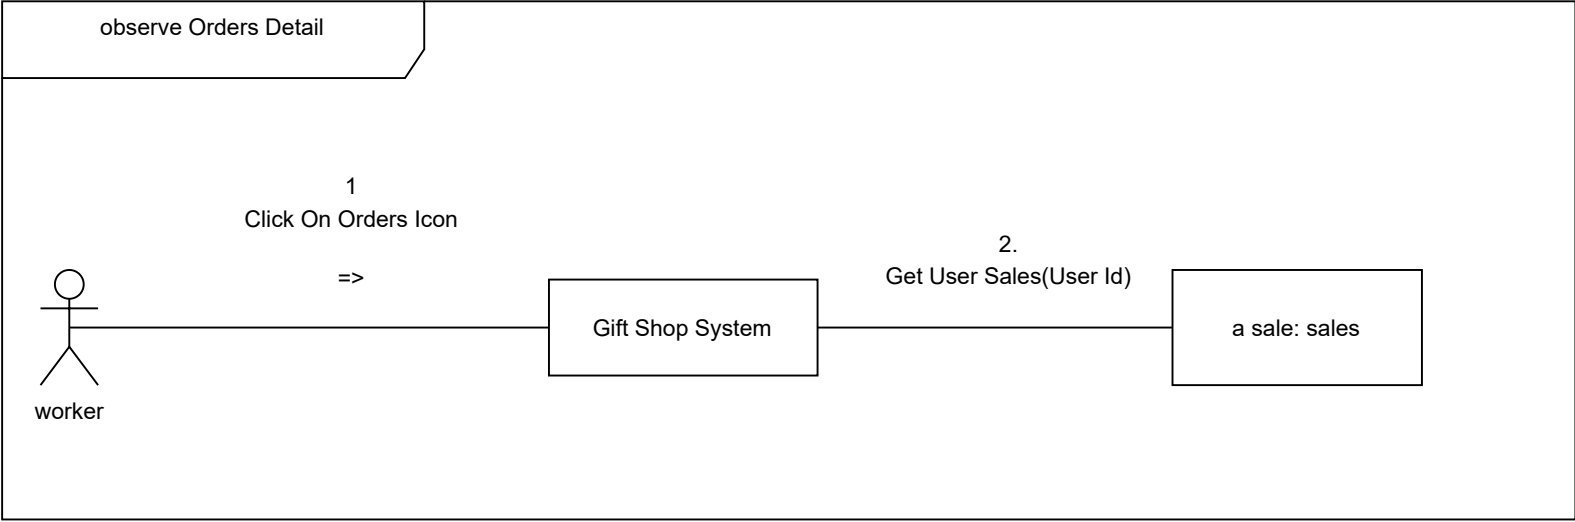 observe Orders Detail
1
Click On Orders Icon
=>
2.
Get User Sales(User Id)
Gift Shop System
a sale: sales
worker